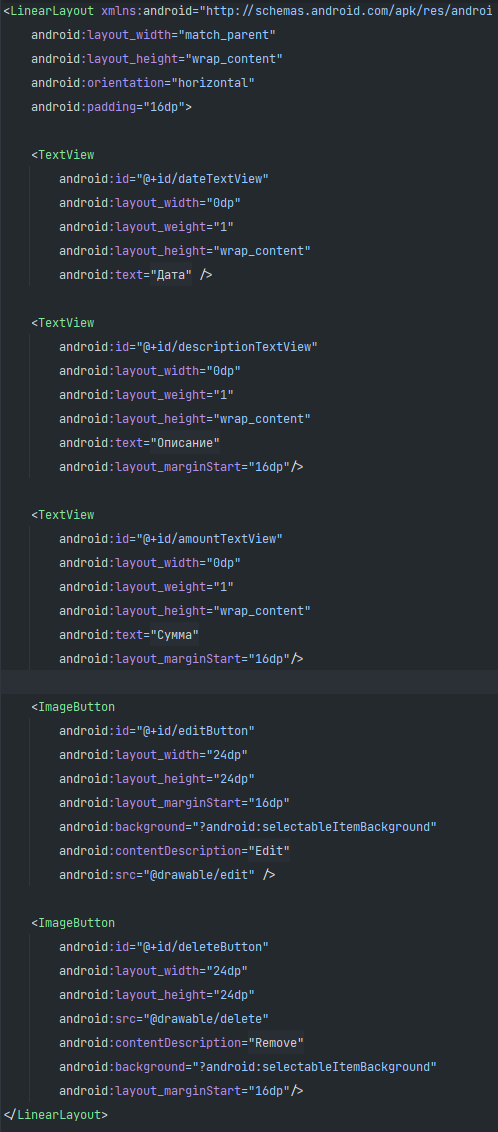 <LinearLayout xmlns:android="http://schemas.android.com/apk/res/androi
android:layout_width="match_parent"
android:layout_height="wrap_content"
android:orientation="horizontal"
android:padding="16dp">
<TextView
android:id="@+id/dateTextView"
android:layout_width="0dp"
android:layout_weight="1"
android:layout_height="wrap_content"
android:text="Дата" />
<TextView
android:id="@+id/descriptionTextView"
android:layout_width="0dp"
android:layout_weight="1"
android:layout_height="wrap_content"
android:text="Описание"
android:layout_marginStart="16dp"/>
<TextView
android:id="@+id/amountTextView"
android:layout_width="0dp"
android:layout_weight="1"
android:layout_height="wrap_content"
android:text="Сумма"
android:layout_marginStart="16dp"/>
<ImageButton
android:id="@+id/editButton"
android:layout_width="24dp"
android:layout_height="24dp"
android:layout_marginStart="16dp"
android:background="?android:selectableItemBackground"
android:contentDescription="Edit"
android:src="@drawable/edit" />
<ImageButton
android:id="@+id/deleteButton"
android:layout_width="24dp"
android:layout_height="24dp"
android:src="@drawable/delete"
android:contentDescription="Remove"
android:background="?android:selectableItemBackground"
android:layout_marginStart="16dp"/>
</LinearLayout>